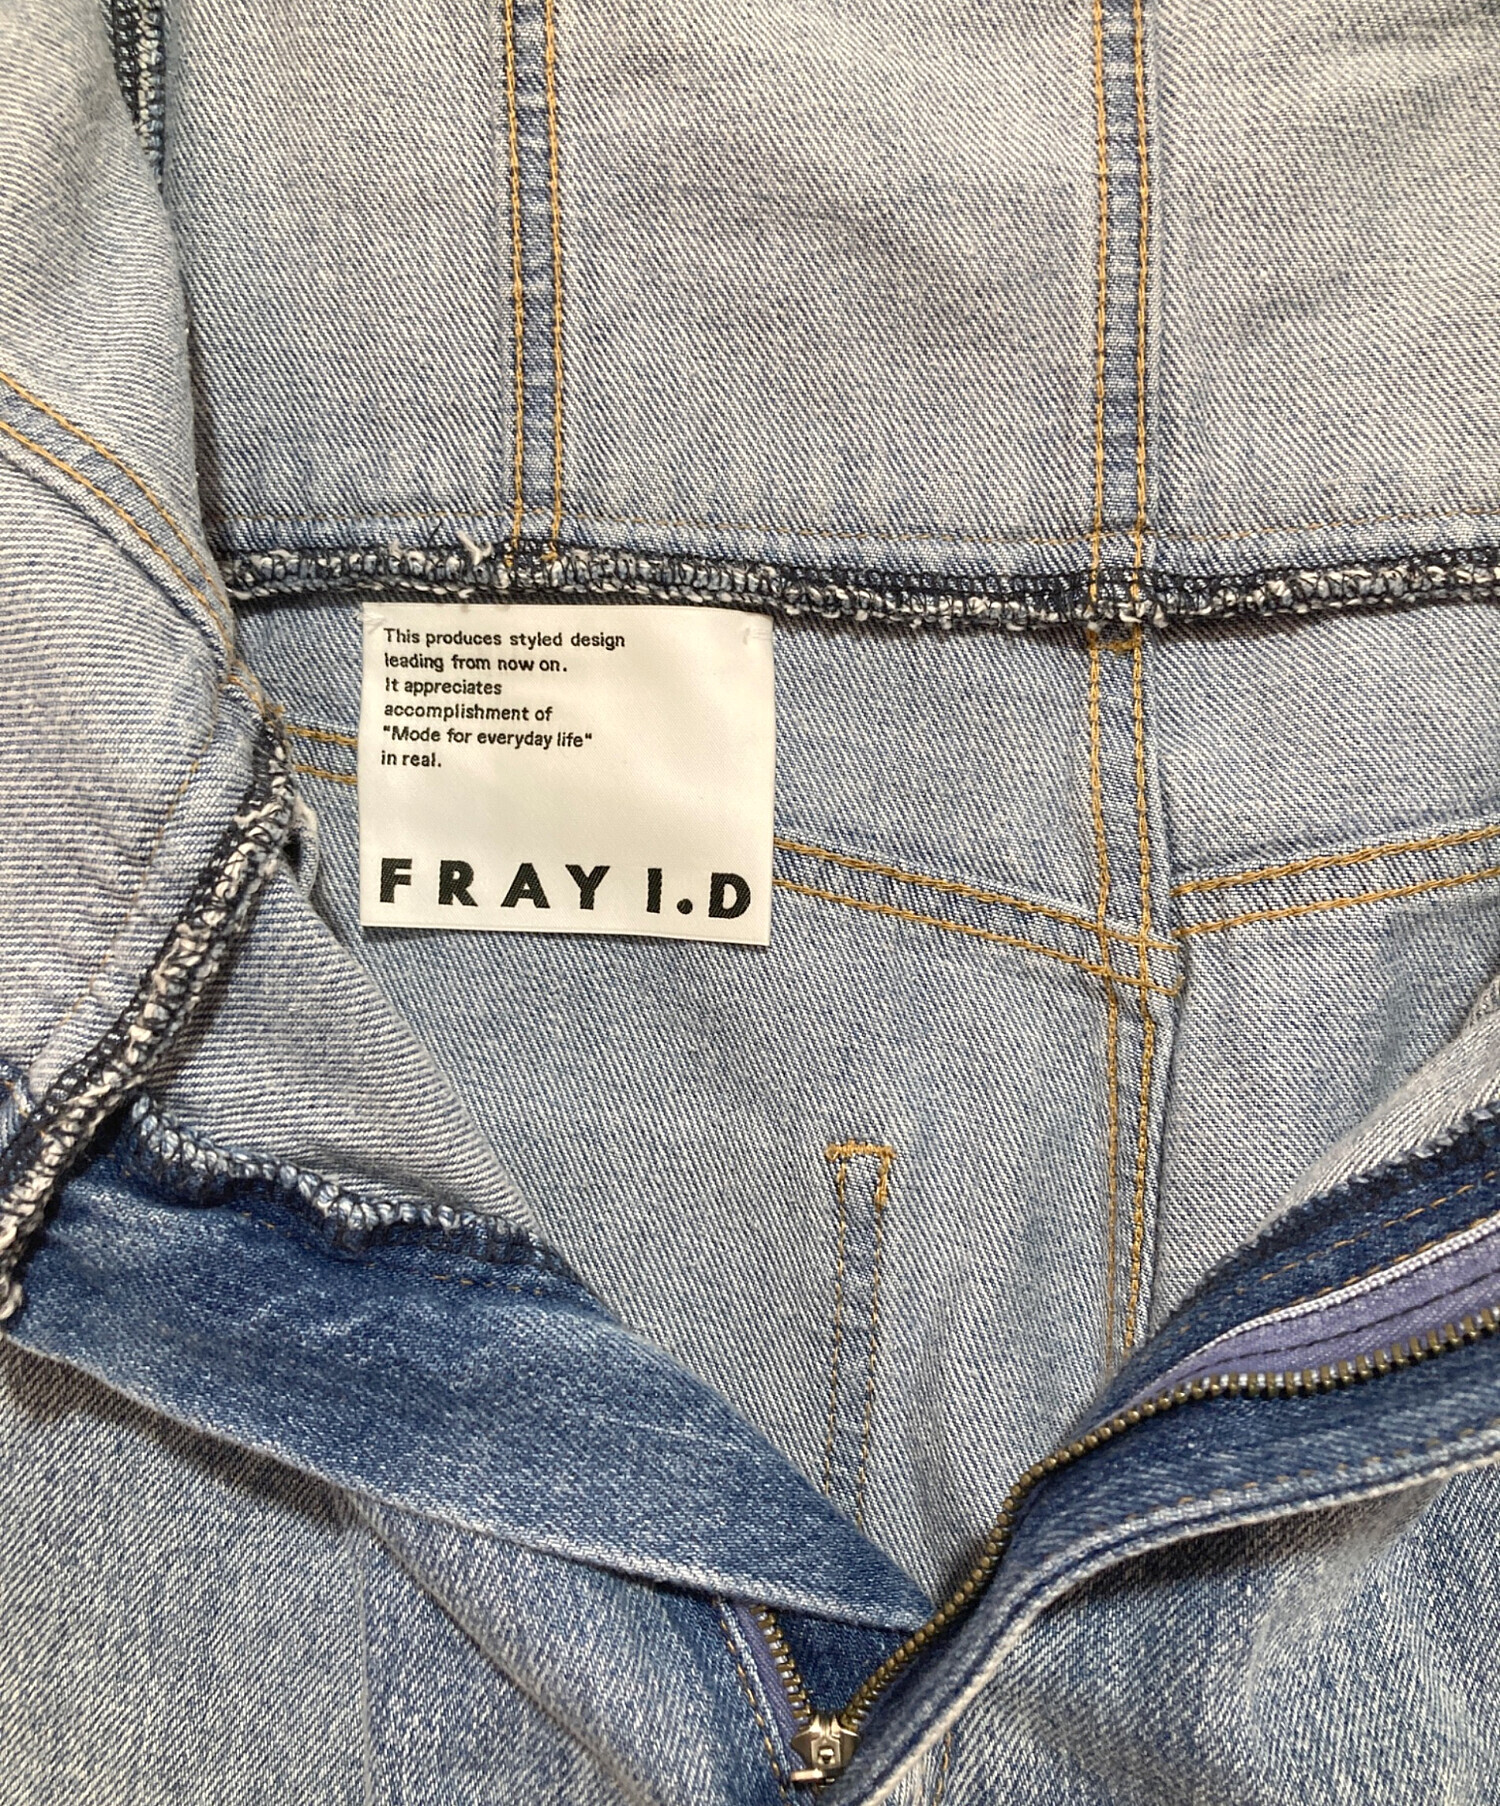 This produces styled design
leading from now on.
It appreciates
accomplishment of
"Mode for everyday life"
in real.
FRAY I.D